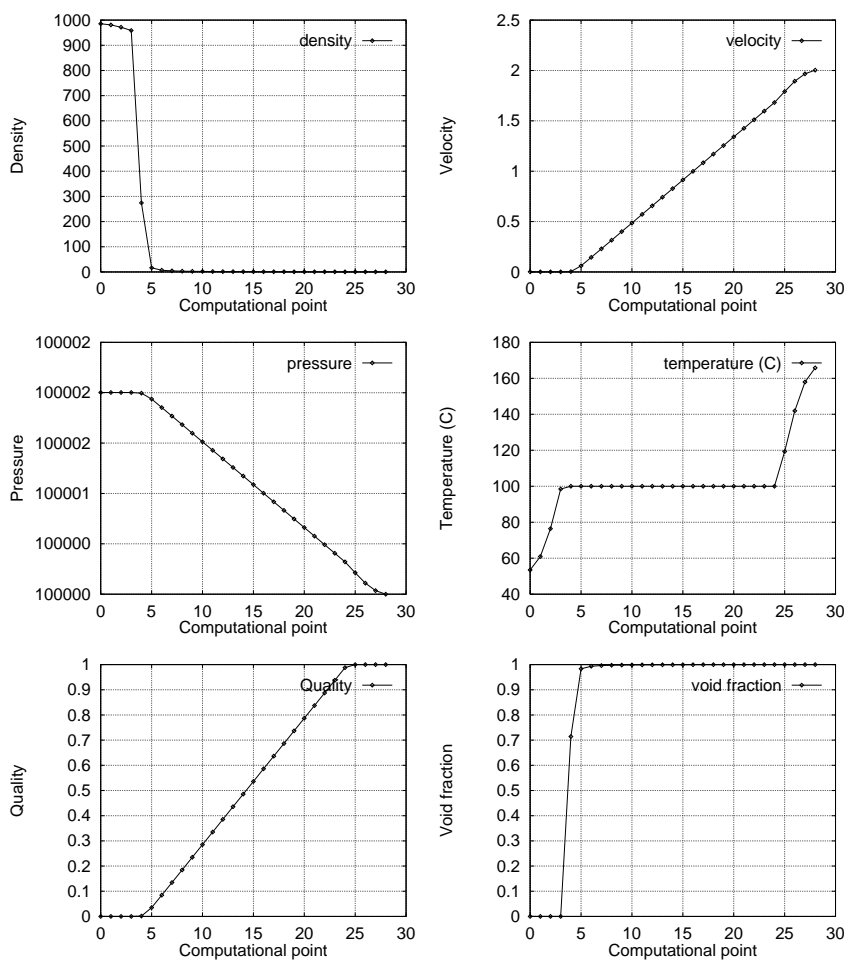 density
1000
900
800
700
600
500
400
300
200
100
0
Density
0 5 10 15 20 25 30
Computational point
velocity
2.5
2
1.5
1
0.5
0
Velocity
0 5 10 15 20 25 30
Computational point
pressure
100002
100002
100002
100001
100000
100000
Pressure
0 5 10 15 20 25 30
Computational point
temperature (C)
180
160
140
120
100
80
60
40
Temperature (C)
0 5 10 15 20 25 30
Computational point
Quality
1
0.9
0.8
0.7
0.6
0.5
0.4
0.3
0.2
0.1
0
Quality
0 5 10 15 20 25 30
Computational point
void fraction
1
0.9
0.8
0.7
0.6
0.5
0.4
0.3
0.2
0.1
0
Void fraction
0 5 10 15 20 25 30
Computational point